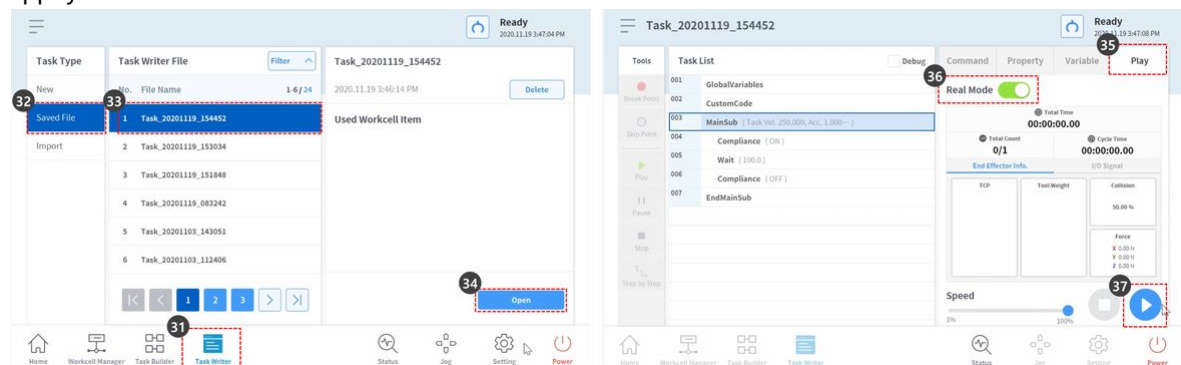 Ready
2020.11.19 3:47:04 PM
Task Type
New
32
Saved File
Import
Task Writer File
Filter
33
No. File Name 1-6 / 24
1 Task_20201119_154452
2 Task_20201119_153034
3 Task_20201119_151848
4 Task_20201119_083242
5 Task_20201103_143051
6 Task_20201103_112406
1 2 3
Task_20201119_154452
2020.11.19 3:46:14 PM
Delete
Used Workcell Item
34
Open
31
Home Workcell Manager Task Builder Task Writer Status Jog Setting Power
Task_20201119_154452
Ready
2020.11.19 3:47:08 PM
35
Tools
Break Point
Skip Point
Play
Pause
Stop
Step by Step
Task List Debug
001 GlobalVariables
002 CustomCode
003 MainSub ( Task Vel. 250.000, Acc. 1.000··· )
004 Compliance (ON)
005 Wait (100.0)
006 Compliance (OFF)
007 EndMainSub
Command Property Variable Play
36
Real Mode
Total Time
00:00:00.00
Total Count Cycle Time
0/1 00:00:00.00
End Effector Info. I/O Signal
TCP Tool Weight Collision
50.00 %
Force
X 0.00 N
Y 0.00 N
Z 0.00 N
37
Speed
1% 100%
Home Workcell Manager Task Builder Task Writer Status Jog Setting Power